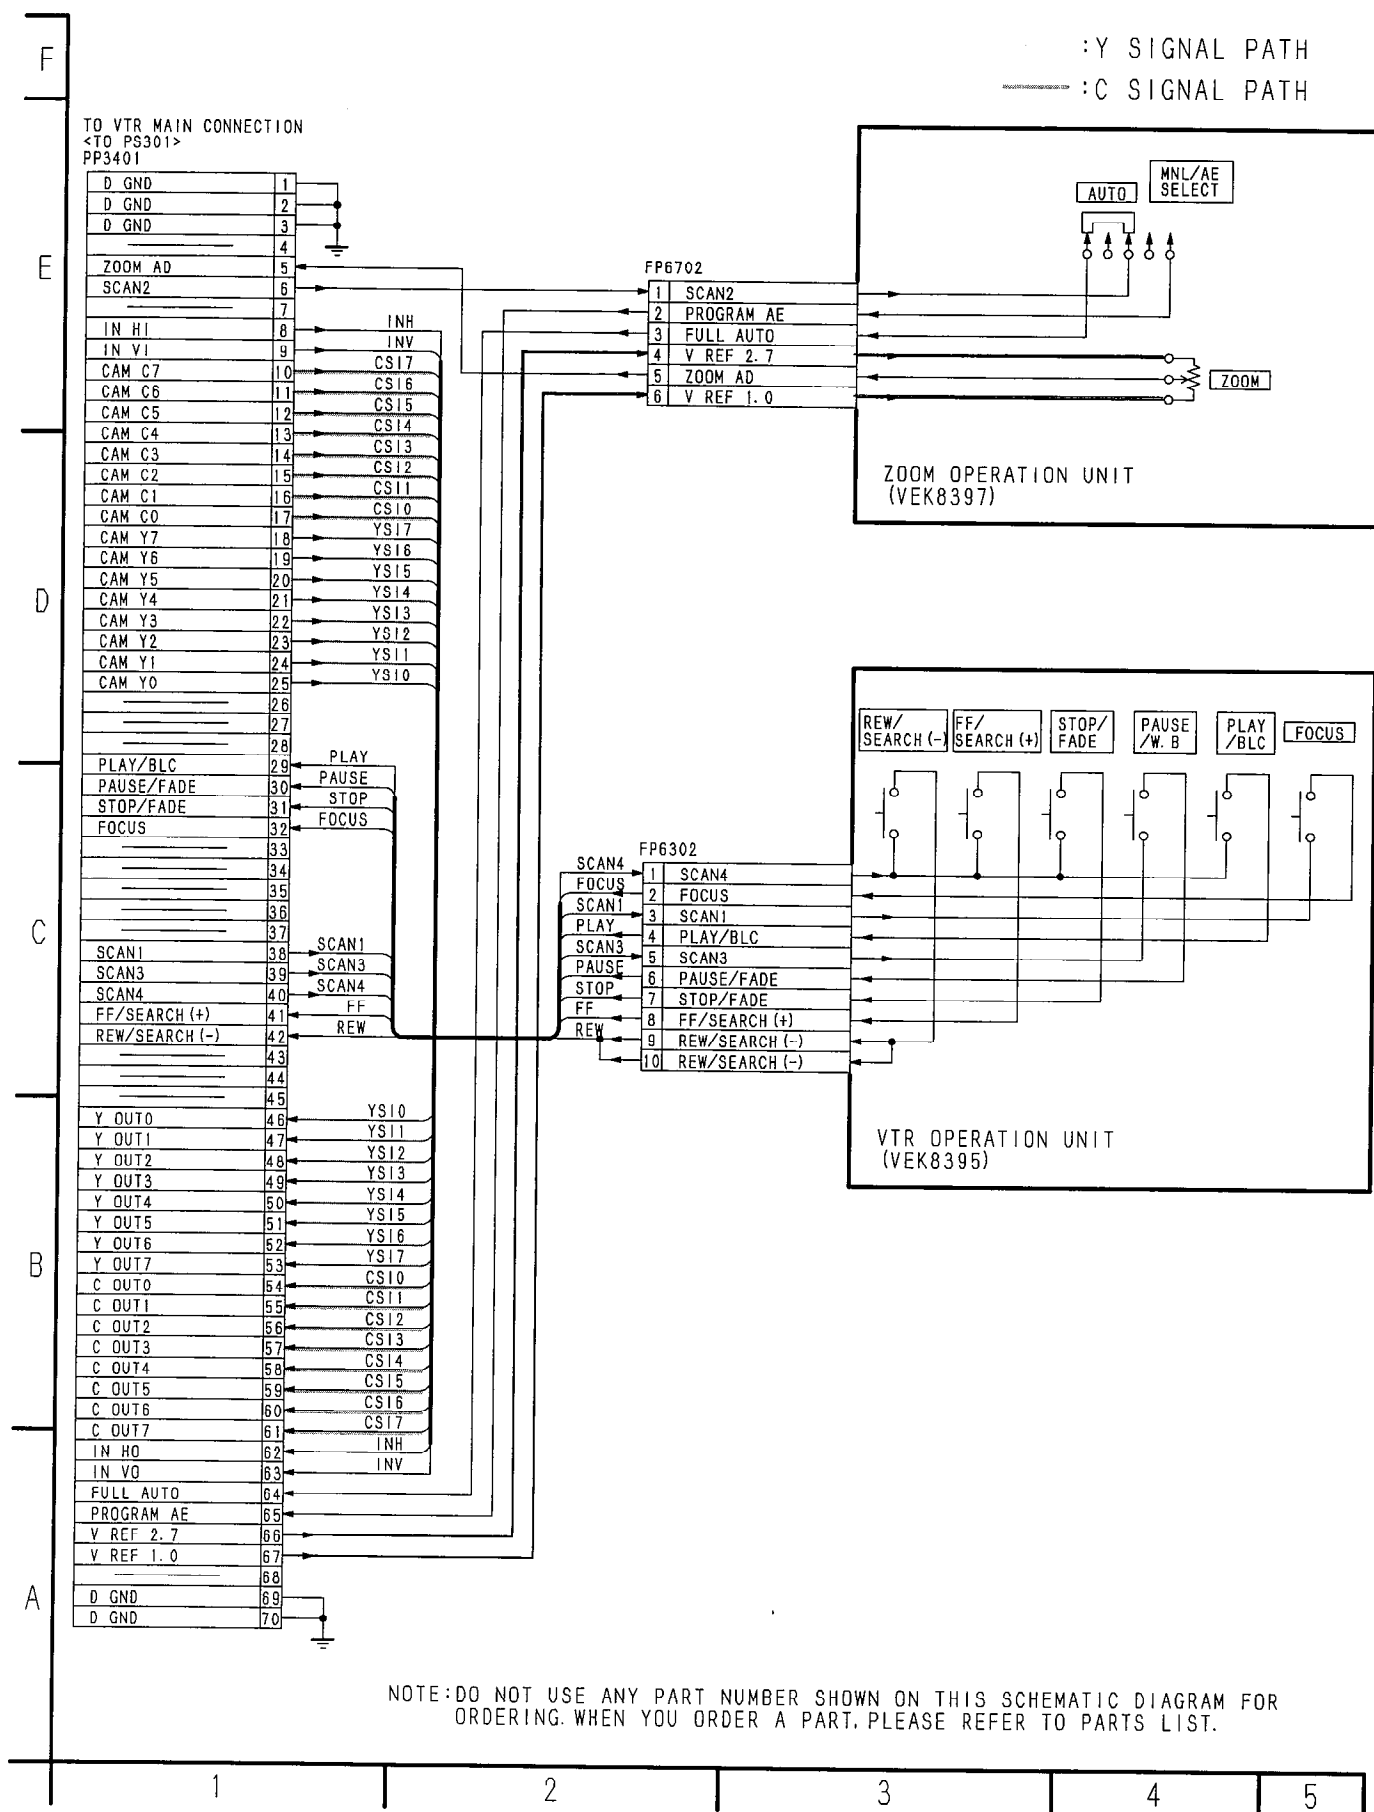 F
:Y SIGNAL PATH
:C SIGNAL PATH
TO VTR MAIN CONNECTION
<TO PS301>
PP3401
D GND 1
D GND 2
D GND 3
4
ZOOM AD 5
SCAN2 6
7
IN HI 8 INH
IN VI 9 INV
CAM C7 10 CSI7
CAM C6 11 CSI6
CAM C5 12 CSI5
CAM C4 13 CSI4
CAM C3 14 CSI3
CAM C2 15 CSI2
CAM C1 16 CSI1
CAM C0 17 CSI0
CAM Y7 18 YSI7
CAM Y6 19 YSI6
CAM Y5 20 YSI5
CAM Y4 21 YSI4
CAM Y3 22 YSI3
CAM Y2 23 YSI2
CAM Y1 24 YSI1
CAM Y0 25 YSI0
26
27
28
PLAY/BLC 29 PLAY
PAUSE/FADE 30 PAUSE
STOP/FADE 31 STOP
FOCUS 32 FOCUS
33
34
35
36
37
SCAN1 38 SCAN1
SCAN3 39 SCAN3
SCAN4 40 SCAN4
FF/SEARCH(+) 41 FF
REW/SEARCH(-) 42 REW
43
44
45
Y OUT0 46 YSI0
Y OUT1 47 YSI1
Y OUT2 48 YSI2
Y OUT3 49 YSI3
Y OUT4 50 YSI4
Y OUT5 51 YSI5
Y OUT6 52 YSI6
Y OUT7 53 YSI7
C OUT0 54 CSI0
C OUT1 55 CSI1
C OUT2 56 CSI2
C OUT3 57 CSI3
C OUT4 58 CSI4
C OUT5 59 CSI5
C OUT6 60 CSI6
C OUT7 61 CSI7
IN HO 62 INH
IN VO 63 INV
FULL AUTO 64
PROGRAM AE 65
V REF 2.7 66
V REF 1.0 67
68
D GND 69
D GND 70
E
D
C
B
A
FP6702
1 SCAN2
2 PROGRAM AE
3 FULL AUTO
4 V REF 2.7
5 ZOOM AD
6 V REF 1.0
AUTO
MNL/AE
SELECT
ZOOM
ZOOM OPERATION UNIT
(VEK8397)
REW/
SEARCH(-)
FF/
SEARCH(+)
STOP/
FADE
PAUSE
/W.B
PLAY
/BLC
FOCUS
FP6302
SCAN4 1 SCAN4
FOCUS 2 FOCUS
SCAN1 3 SCAN1
PLAY 4 PLAY/BLC
SCAN3 5 SCAN3
PAUSE 6 PAUSE/FADE
STOP 7 STOP/FADE
FF 8 FF/SEARCH(+)
REW 9 REW/SEARCH(-)
10 REW/SEARCH(-)
VTR OPERATION UNIT
(VEK8395)
NOTE:DO NOT USE ANY PART NUMBER SHOWN ON THIS SCHEMATIC DIAGRAM FOR
ORDERING. WHEN YOU ORDER A PART, PLEASE REFER TO PARTS LIST.
1 2 3 4 5